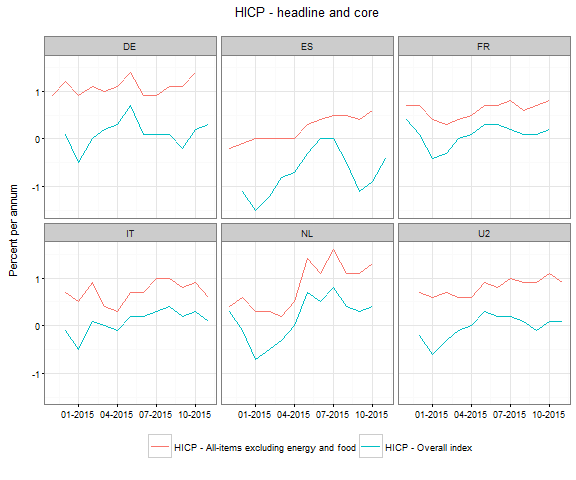 HICP - headline and core
DE
ES
FR
1
0
-1
Percent per annum
IT
NL
U2
1
0
-1
01-2015 04-2015 07-2015 10-2015
01-2015 04-2015 07-2015 10-2015
01-2015 04-2015 07-2015 10-2015
HICP - All-items excluding energy and food
HICP - Overall index